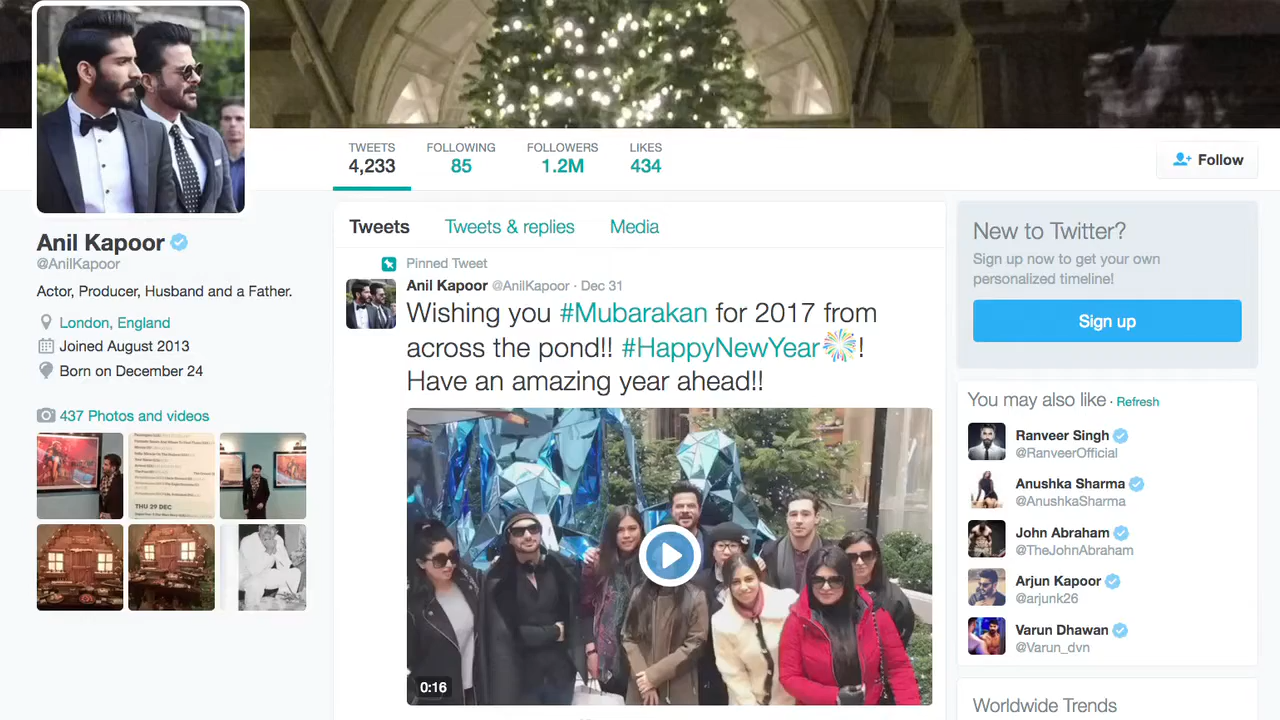 TWEETS
4,233
FOLLOWING
85
FOLLOWERS
1.2M
LIKES
434
Follow
Anil Kapoor
@AnilKapoor
Actor, Producer, Husband and a Father.
London, England
Joined August 2013
Born on December 24
437 Photos and videos
THU 29 DEC
Tweets
Tweets & replies
Media
Pinned Tweet
Anil Kapoor @AnilKapoor · Dec 31
Wishing you #Mubarakan for 2017 from
across the pond!! #HappyNewYear🎆!
Have an amazing year ahead!!
0:16
New to Twitter?
Sign up now to get your own
personalized timeline!
Sign up
You may also like · Refresh
Ranveer Singh
@RanveerOfficial
Anushka Sharma
@AnushkaSharma
John Abraham
@TheJohnAbraham
Arjun Kapoor
@arjunk26
Varun Dhawan
@Varun_dvn
Worldwide Trends